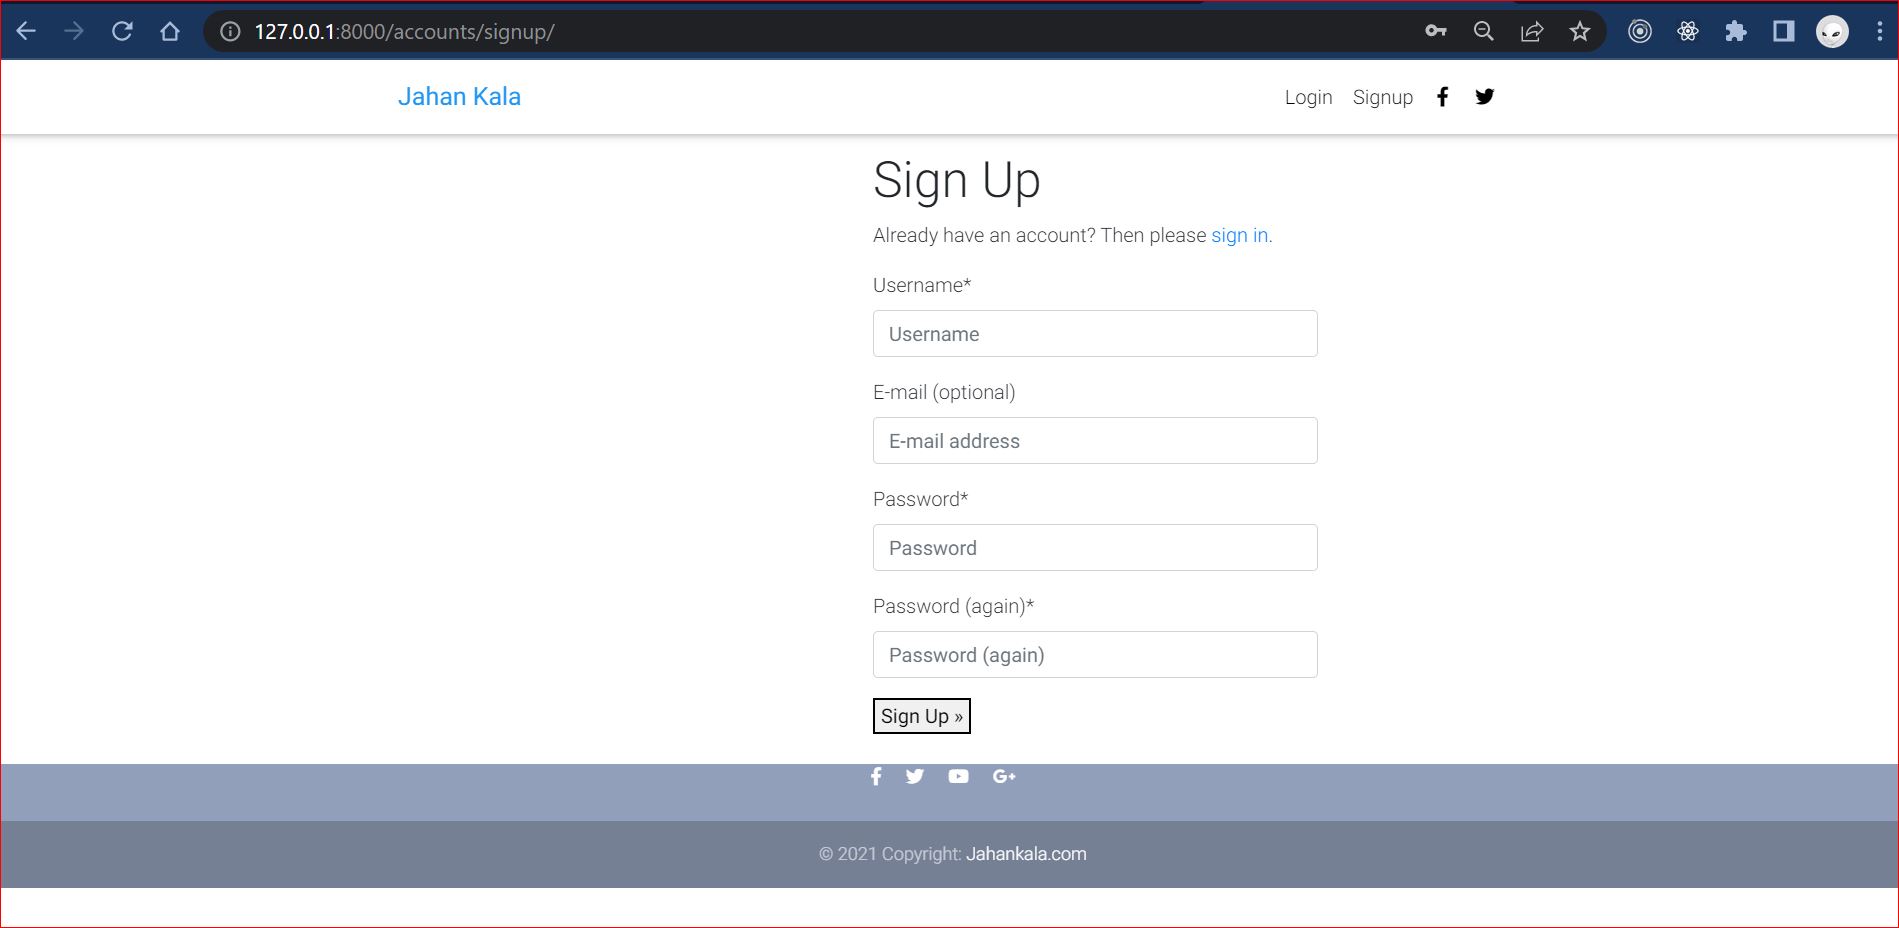 127.0.0.1:8000/accounts/signup/
Jahan Kala
Login Signup
Sign Up
Already have an account? Then please sign in.
Username*
Username
E-mail (optional)
E-mail address
Password*
Password
Password (again)*
Password (again)
Sign Up »
© 2021 Copyright: Jahankala.com